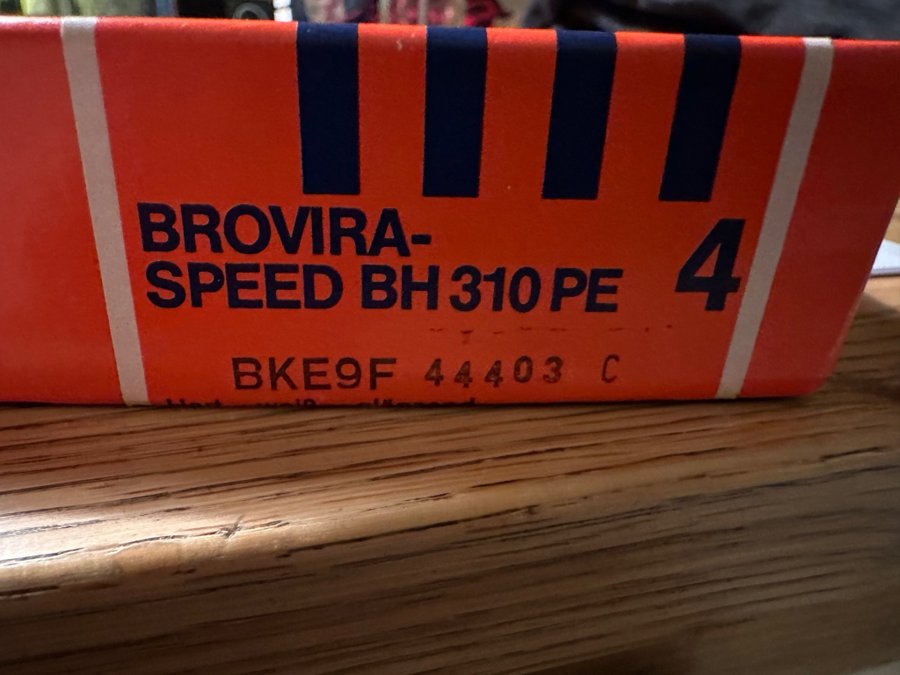 BROVIRA-
SPEED BH 310 PE 4
BKE9F 44403 C